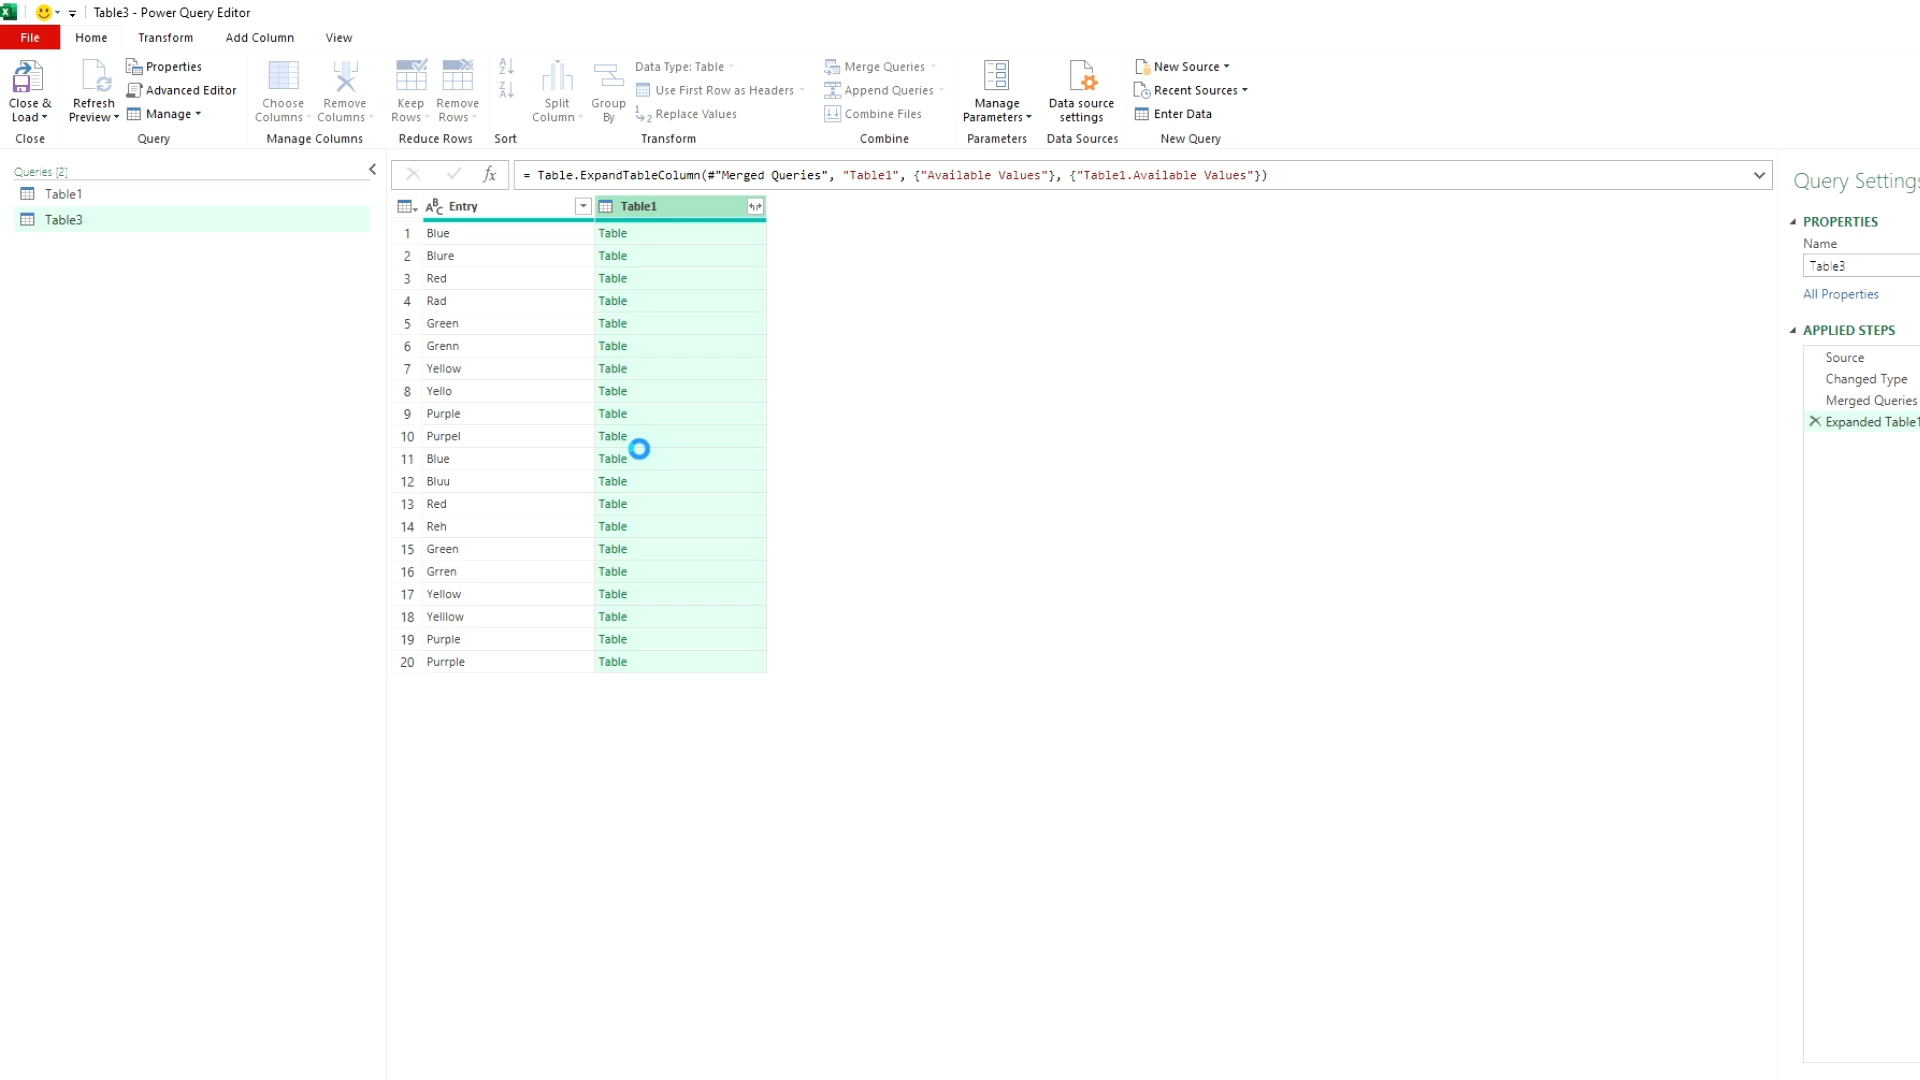 Table3 - Power Query Editor
File Home Transform Add Column View
Close & Load
Close
Refresh Preview
Properties
Advanced Editor
Manage
Query
Choose Columns
Remove Columns
Manage Columns
Keep Rows
Remove Rows
Reduce Rows
Sort
Split Column
Group By
Data Type: Table
Use First Row as Headers
Replace Values
Transform
Merge Queries
Append Queries
Combine Files
Combine
Manage Parameters
Parameters
Data source settings
Data Sources
New Source
Recent Sources
Enter Data
New Query
Queries [2]
Table1
Table3
fx = Table.ExpandTableColumn(#"Merged Queries", "Table1", {"Available Values"}, {"Table1.Available Values"})
ABC Entry Table1
1 Blue Table
2 Blure Table
3 Red Table
4 Rad Table
5 Green Table
6 Grenn Table
7 Yellow Table
8 Yello Table
9 Purple Table
10 Purpel Table
11 Blue Table
12 Bluu Table
13 Red Table
14 Reh Table
15 Green Table
16 Grren Table
17 Yellow Table
18 Yelllow Table
19 Purple Table
20 Purrple Table
Query Settings
PROPERTIES
Name
Table3
All Properties
APPLIED STEPS
Source
Changed Type
Merged Queries
Expanded Table1